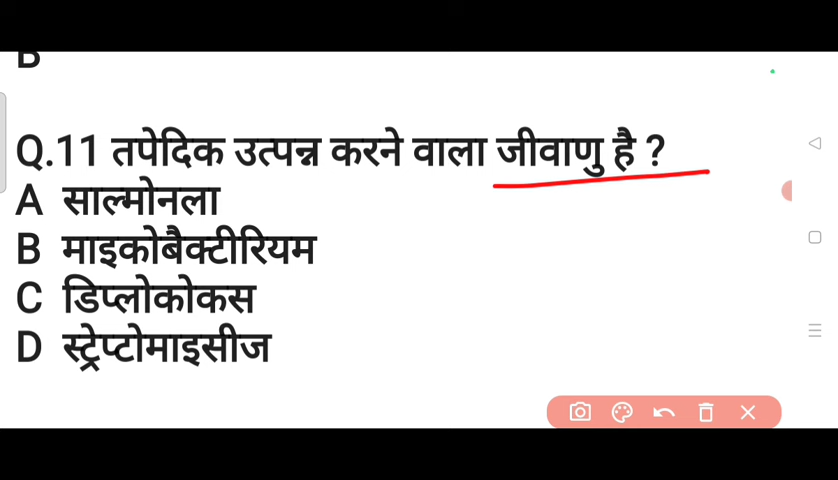 B
Q.11 तपेदिक उत्पन्न करने वाला जीवाणु है ?
A साल्मोनला
B माइकोबैक्टीरियम
C डिप्लोकोकस
D स्ट्रेप्टोमाइसीज